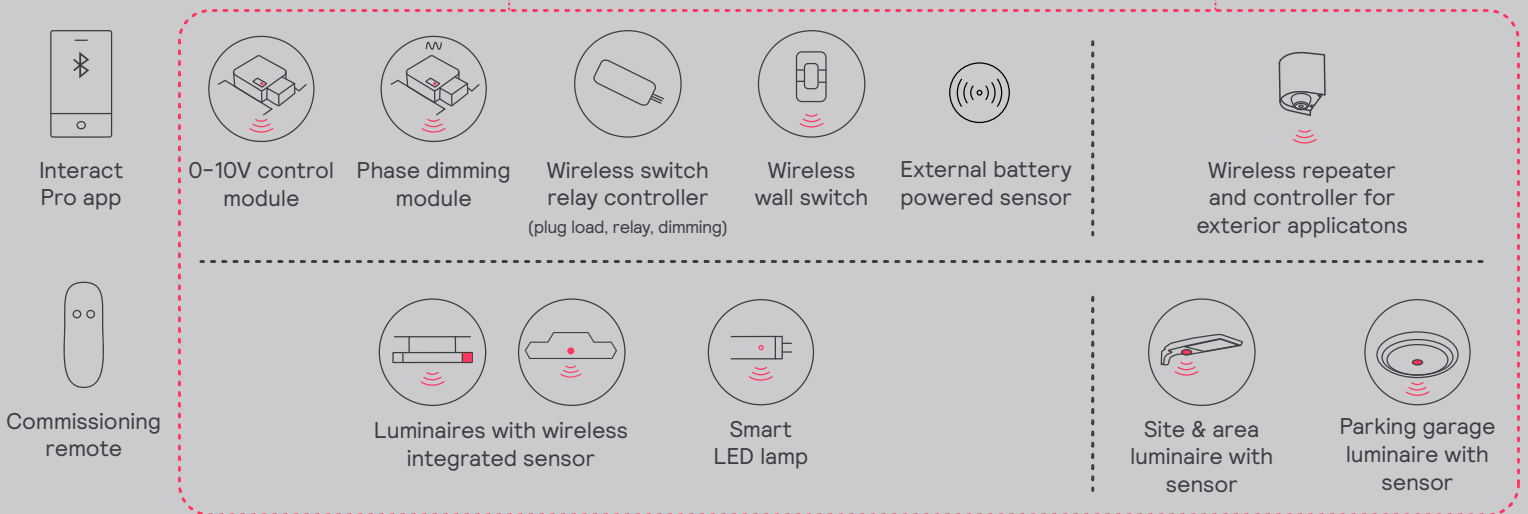 Interact
Pro app
0-10V control
module
Phase dimming
module
Wireless switch
relay controller
(plug load, relay, dimming)
Wireless
wall switch
External battery
powered sensor
Wireless repeater
and controller for
exterior applicatons
Commissioning
remote
Luminaires with wireless
integrated sensor
Smart
LED lamp
Site & area
luminaire with
sensor
Parking garage
luminaire with
sensor